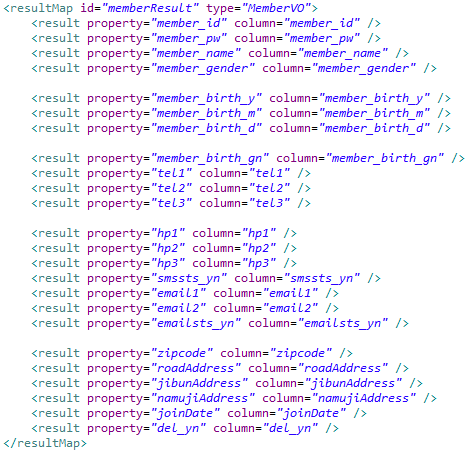 <resultMap id="memberResult" type="MemberVO">
<result property="member_id" column="member_id" />
<result property="member_pw" column="member_pw" />
<result property="member_name" column="member_name" />
<result property="member_gender" column="member_gender" />
<result property="member_birth_y" column="member_birth_y" />
<result property="member_birth_m" column="member_birth_m" />
<result property="member_birth_d" column="member_birth_d" />
<result property="member_birth_gn" column="member_birth_gn" />
<result property="tel1" column="tel1" />
<result property="tel2" column="tel2" />
<result property="tel3" column="tel3" />
<result property="hp1" column="hp1" />
<result property="hp2" column="hp2" />
<result property="hp3" column="hp3" />
<result property="smssts_yn" column="smssts_yn" />
<result property="email1" column="email1" />
<result property="email2" column="email2" />
<result property="emailsts_yn" column="emailsts_yn" />
<result property="zipcode" column="zipcode" />
<result property="roadAddress" column="roadAddress" />
<result property="jibunAddress" column="jibunAddress" />
<result property="namujiAddress" column="namujiAddress" />
<result property="joinDate" column="joinDate" />
<result property="del_yn" column="del_yn" />
</resultMap>